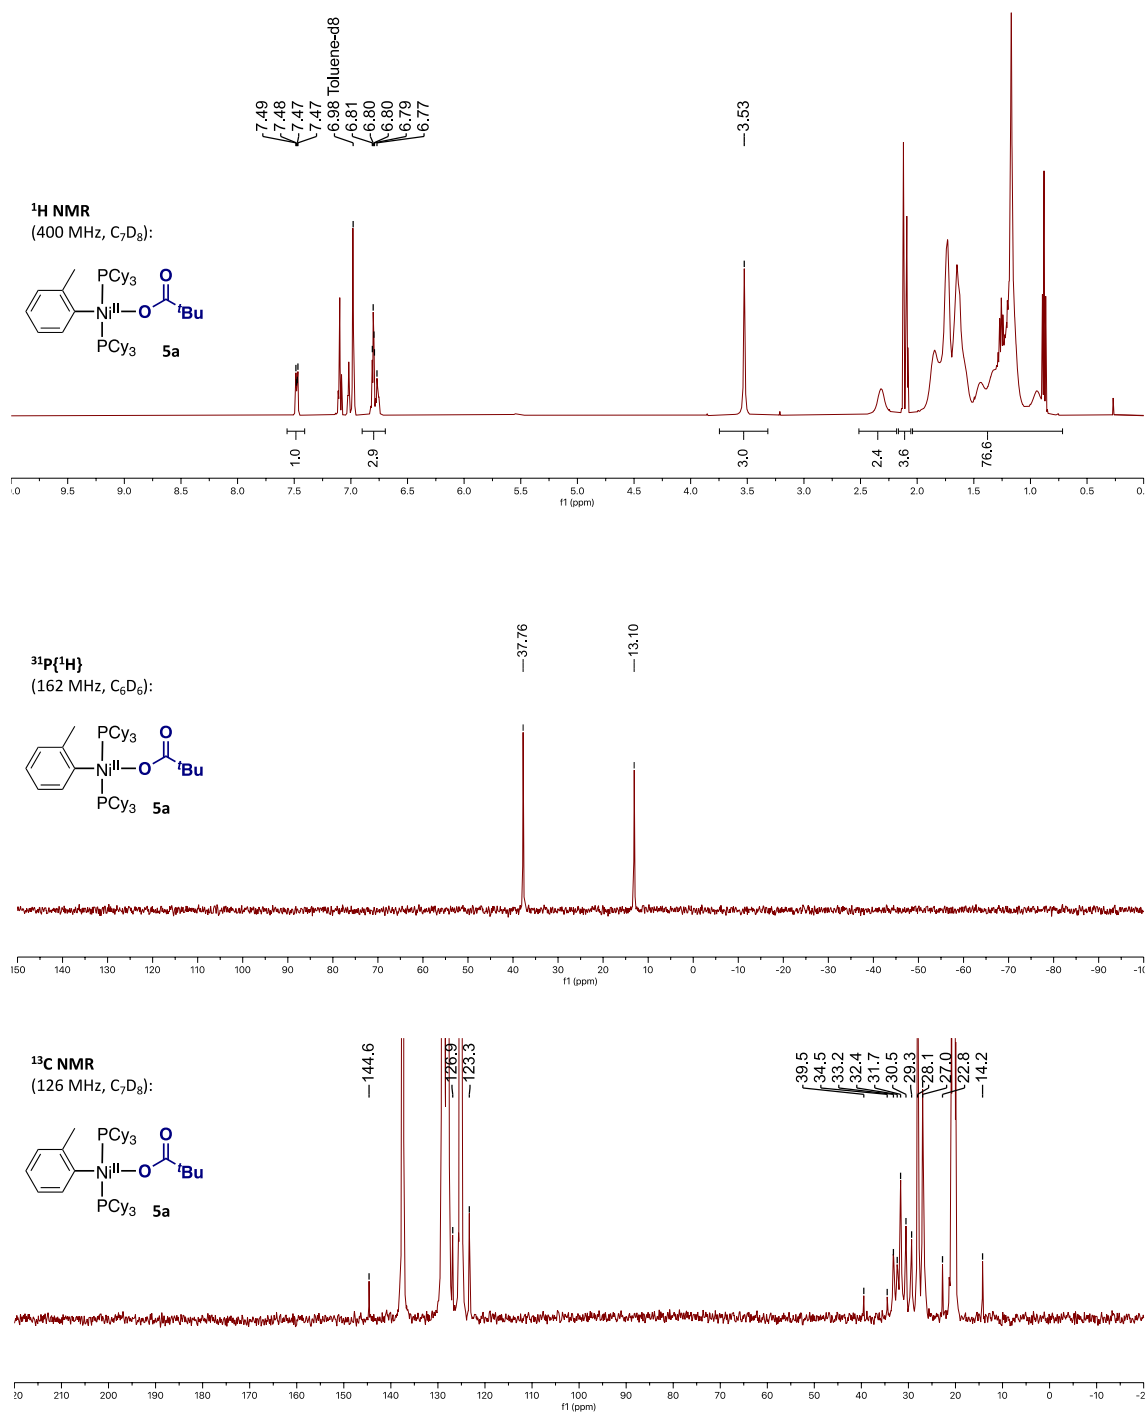 7.49
7.48
7.47
7.47
6.98 Toluene-d8
6.81
6.80
6.80
6.79
6.77
3.53
¹H NMR
(400 MHz, C₇D₈):
PCy₃
Niᴵᴵ
O
O
ᵗBu
PCy₃
5a
1.0
2.9
3.0
2.4
3.6
76.6
9.5 9.0 8.5 8.0 7.5 7.0 6.5 6.0 5.5 5.0 4.5 4.0 3.5 3.0 2.5 2.0 1.5 1.0 0.5
f1 (ppm)
37.76
13.10
³¹P{¹H}
(162 MHz, C₆D₆):
PCy₃
Niᴵᴵ
O
O
ᵗBu
PCy₃
5a
150 140 130 120 110 100 90 80 70 60 50 40 30 20 10 0 -10 -20 -30 -40 -50 -60 -70 -80 -90
f1 (ppm)
144.6
126.9
123.3
39.5
34.5
33.2
32.4
31.7
30.5
29.3
28.1
27.0
22.8
14.2
¹³C NMR
(126 MHz, C₇D₈):
PCy₃
Niᴵᴵ
O
O
ᵗBu
PCy₃
5a
210 200 190 180 170 160 150 140 130 120 110 100 90 80 70 60 50 40 30 20 10 0 -10
f1 (ppm)